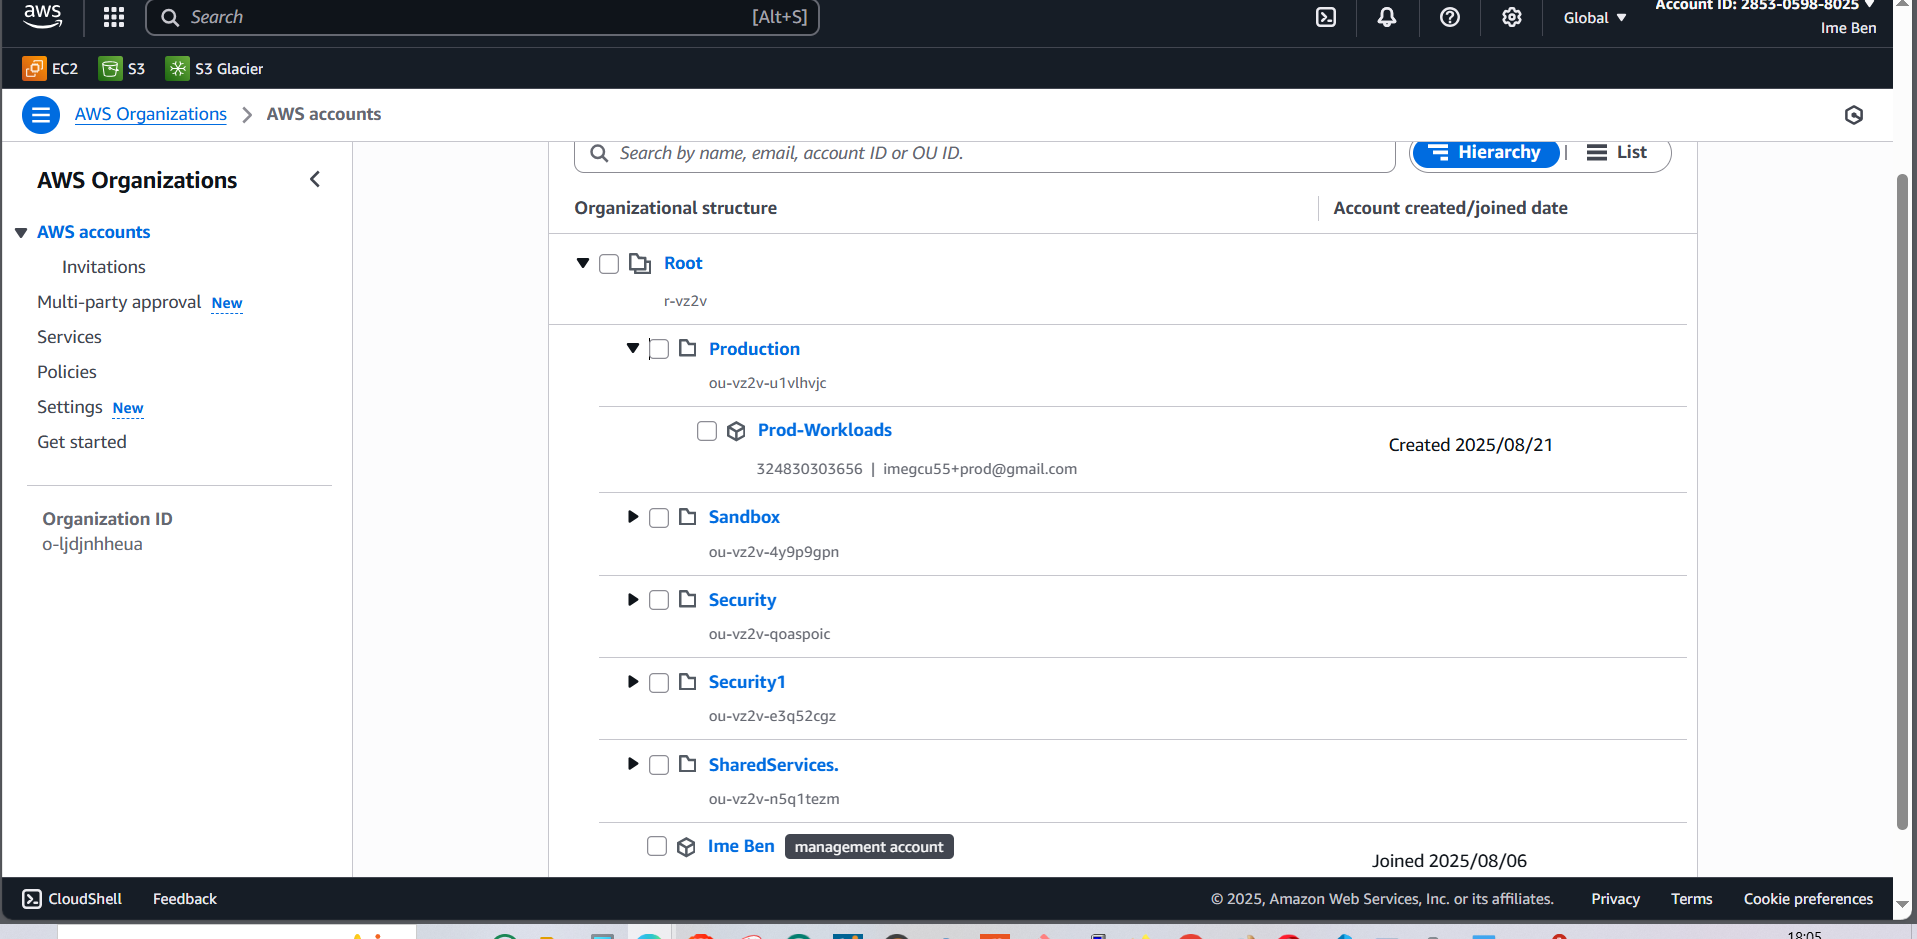 aws
Search [Alt+S]
Global
Account ID: 2853-0598-8025
Ime Ben
EC2 S3 S3 Glacier
AWS Organizations AWS accounts
AWS Organizations
AWS accounts
Invitations
Multi-party approval New
Services
Policies
Settings New
Get started
Organization ID
o-ljdjnhheua
Search by name, email, account ID or OU ID.
Hierarchy List
Organizational structure Account created/joined date
Root
r-vz2v
Production
ou-vz2v-u1vlhvjc
Prod-Workloads
324830303656 | imegcu55+prod@gmail.com
Created 2025/08/21
Sandbox
ou-vz2v-4y9p9gpn
Security
ou-vz2v-qoaspoic
Security1
ou-vz2v-e3q52cgz
SharedServices.
ou-vz2v-n5q1tezm
Ime Ben management account
Joined 2025/08/06
CloudShell Feedback © 2025, Amazon Web Services, Inc. or its affiliates. Privacy Terms Cookie preferences
18:05